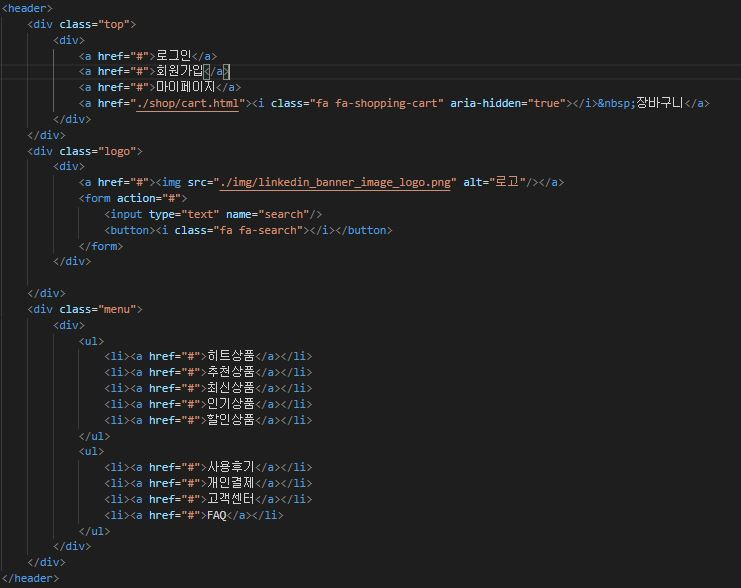 <header>
<div class="top">
<div>
<a href="#">로그인</a>
<a href="#">회원가입</a>
<a href="#">마이페이지</a>
<a href="./shop/cart.html"><i class="fa fa-shopping-cart" aria-hidden="true"></i>&nbsp;장바구니</a>
</div>
</div>
<div class="logo">
<div>
<a href="#"><img src="./img/linkedin_banner_image_logo.png" alt="로고"/></a>
<form action="#">
<input type="text" name="search"/>
<button><i class="fa fa-search"></i></button>
</form>
</div>
</div>
<div class="menu">
<div>
<ul>
<li><a href="#">히트상품</a></li>
<li><a href="#">추천상품</a></li>
<li><a href="#">최신상품</a></li>
<li><a href="#">인기상품</a></li>
<li><a href="#">할인상품</a></li>
</ul>
<ul>
<li><a href="#">사용후기</a></li>
<li><a href="#">개인결제</a></li>
<li><a href="#">고객센터</a></li>
<li><a href="#">FAQ</a></li>
</ul>
</div>
</div>
</header>